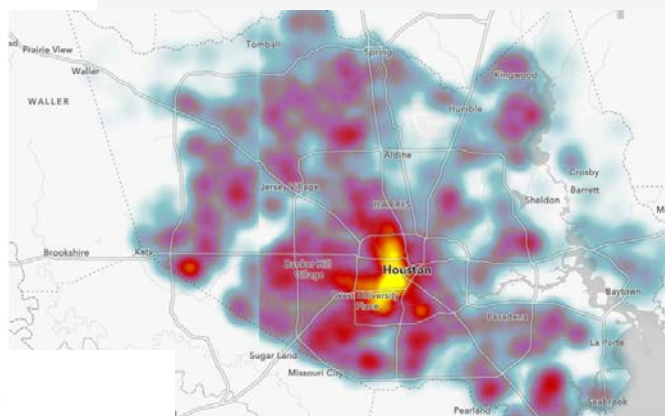 Prairie View
Tomball
Spring
Waller
Kingwood
WALLER
Humble
Aldine
Crosby
Barrett
Jersey Village
HARRIS
Sheldon
Brookshire
Katy
Bunker Hill
Village
Houston
West University
Place
Baytown
Pasadena
La Porte
Sugar Land
Missouri City
Pearland
Seabrook